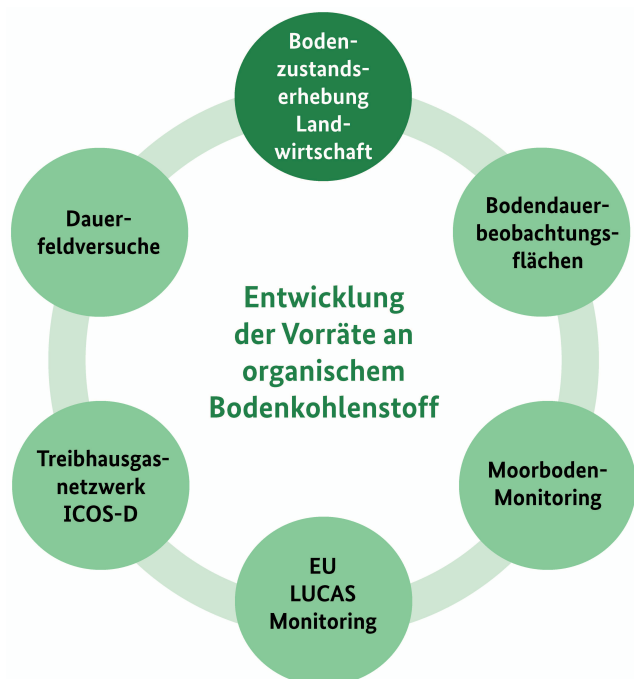 Boden-
zustands-
erhebung
Land-
wirtschaft
Dauer-
feldversuche
Bodendauer-
beobachtungs-
flächen
Entwicklung
der Vorräte an
organischem
Bodenkohlenstoff
Treibhausgas-
netzwerk
ICOS-D
Moorboden-
Monitoring
EU
LUCAS
Monitoring